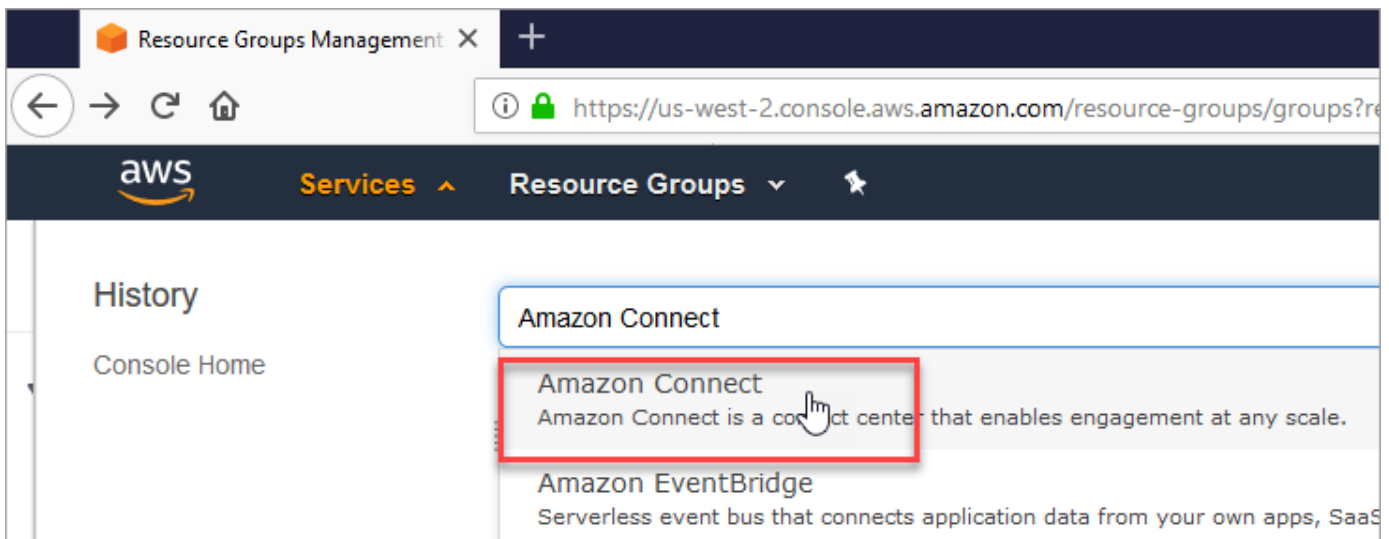 Resource Groups Management
https://us-west-2.console.aws.amazon.com/resource-groups/groups?re
aws Services Resource Groups
History
Amazon Connect
Console Home
Amazon Connect
Amazon Connect is a contact center that enables engagement at any scale.
Amazon EventBridge
Serverless event bus that connects application data from your own apps, SaaS